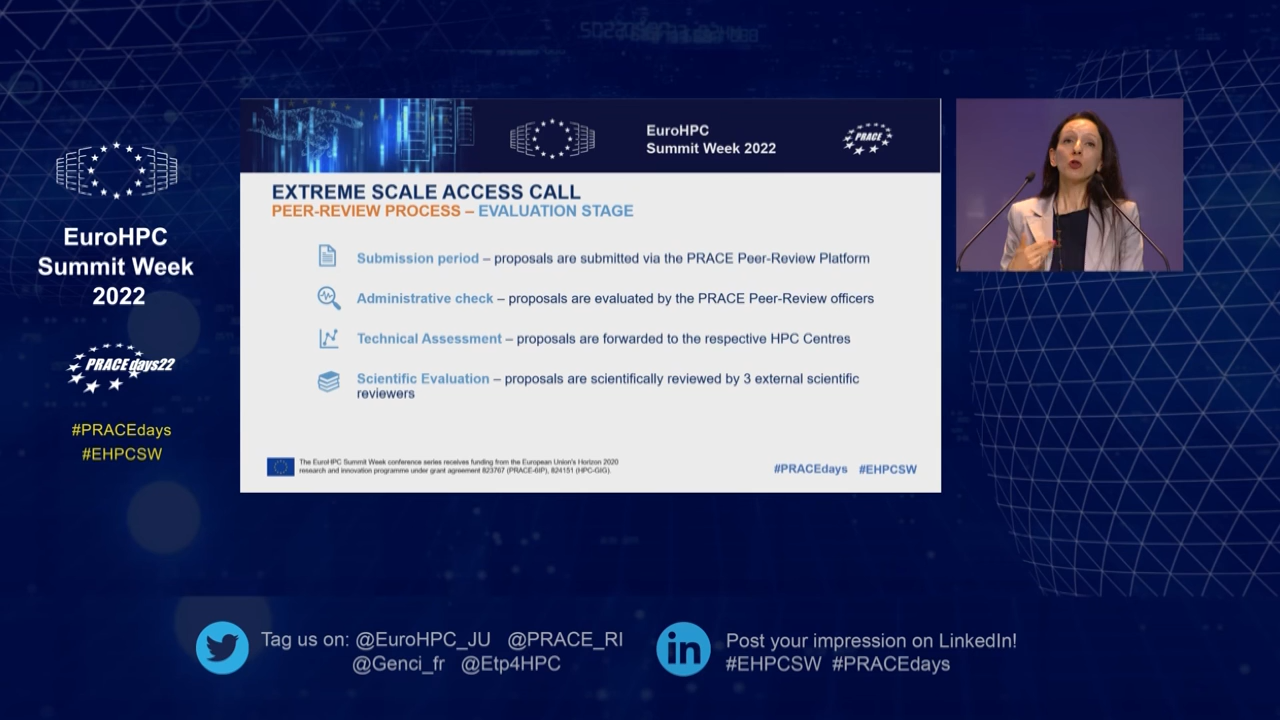 EuroHPC
Summit Week
2022
PRACEdays22
#PRACEdays
#EHPCSW
EuroHPC
Summit Week 2022
PRACE
EXTREME SCALE ACCESS CALL
PEER-REVIEW PROCESS – EVALUATION STAGE
Submission period – proposals are submitted via the PRACE Peer-Review Platform
Administrative check – proposals are evaluated by the PRACE Peer-Review officers
Technical Assessment – proposals are forwarded to the respective HPC Centres
Scientific Evaluation – proposals are scientifically reviewed by 3 external scientific
reviewers
The EuroHPC Summit Week conference series receives funding from the European Union's Horizon 2020
research and innovation programme under grant agreement 823767 (PRACE-6IP), 824151 (HPC-GIG)
#PRACEdays #EHPCSW
Tag us on: @EuroHPC_JU @PRACE_RI
@Genci_fr @Etp4HPC
in
Post your impression on LinkedIn!
#EHPCSW #PRACEdays